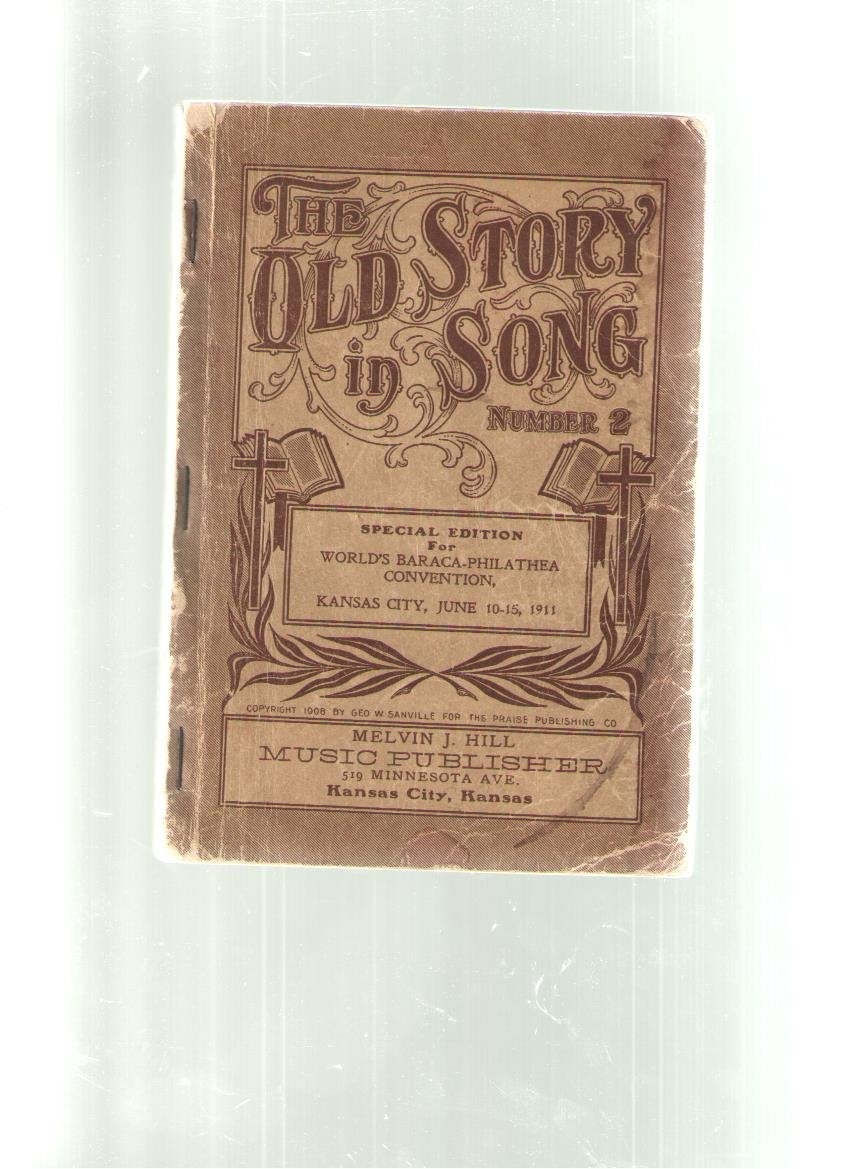 THE
OLD STORY
in SONG
NUMBER 2
SPECIAL EDITION
For
WORLD'S BARACA-PHILATHEA
CONVENTION,
KANSAS CITY, JUNE 10-15, 1911
COPYRIGHT 1908 BY GEO W SANVILLE FOR THE PRAISE PUBLISHING CO
MELVIN J. HILL
MUSIC PUBLISHER
519 MINNESOTA AVE.
Kansas City, Kansas